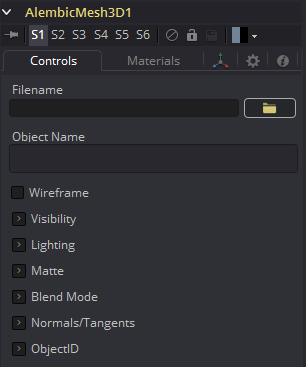 AlembicMesh3D1
S1 S2 S3 S4 S5 S6
Controls Materials
Filename
Object Name
Wireframe
Visibility
Lighting
Matte
Blend Mode
Normals/Tangents
ObjectID